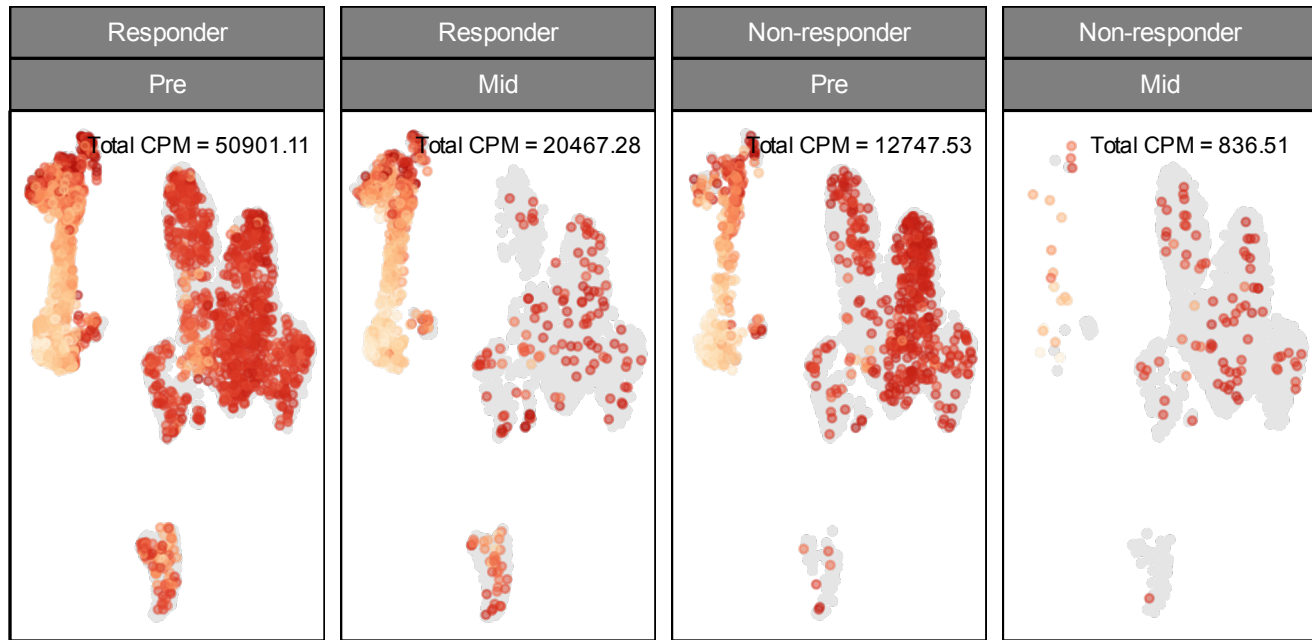 Responder
Pre
Total CPM = 50901.11
Responder
Mid
Total CPM = 20467.28
Non-responder
Pre
Total CPM = 12747.53
Non-responder
Mid
Total CPM = 836.51